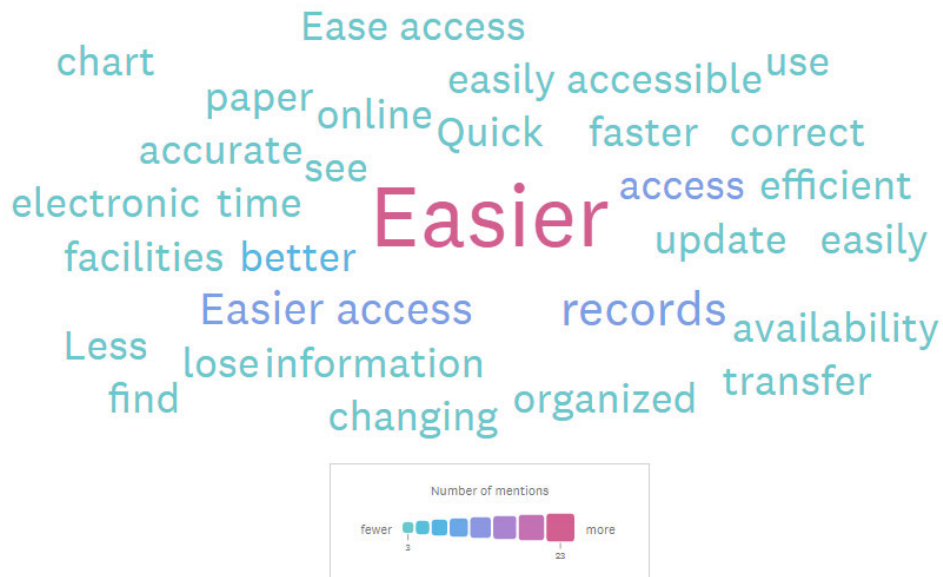 Ease access
chart
easily accessible
use
paper
online
Quick
faster
correct
accurate
see
Easier
access
efficient
electronic
time
update
easily
facilities
better
Easier access
records
availability
Less
lose
information
transfer
find
changing
organized
Number of mentions
fewer
more
3
23